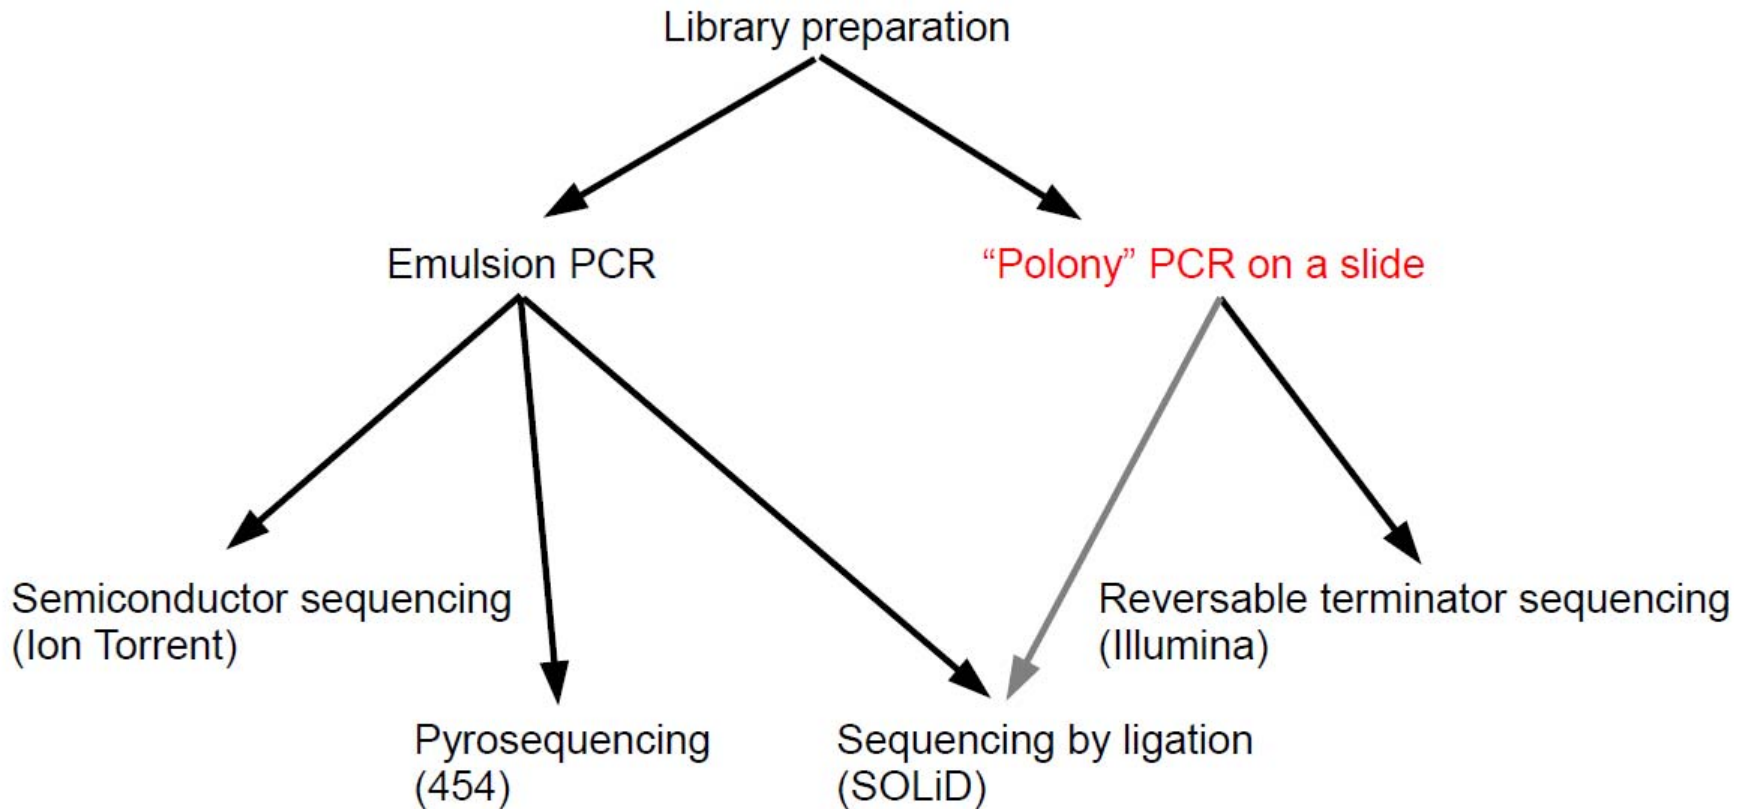 Library preparation
Emulsion PCR
“Polony” PCR on a slide
Semiconductor sequencing
(Ion Torrent)
Reversable terminator sequencing
(Illumina)
Pyrosequencing
(454)
Sequencing by ligation
(SOLiD)